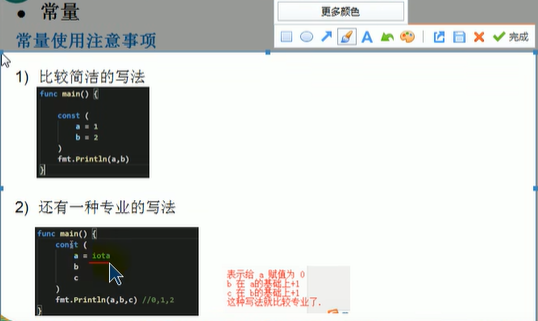 更多颜色
完成
• 常量
常量使用注意事项
1) 比较简洁的写法
func main() {
const (
a = 1
b = 2
)
fmt.Println(a,b)
}
2) 还有一种专业的写法
func main() {
const (
a = iota
b
c
)
fmt.Println(a,b,c) //0,1,2
}
表示给 a 赋值为 0
b 在 a的基础上+1
c 在 b的基础上+1
这种写法就比较专业了.